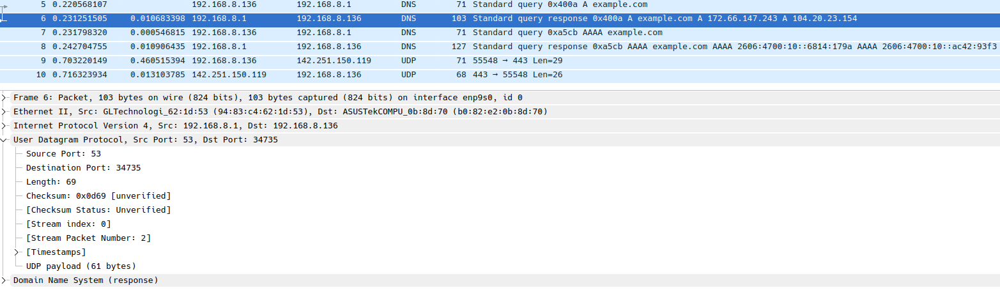 5 0.220568107 192.168.8.136 192.168.8.1 DNS 71 Standard query 0x400a A example.com
6 0.231251505 0.010683398 192.168.8.1 192.168.8.136 DNS 103 Standard query response 0x400a A example.com A 172.66.147.243 A 104.20.23.154
7 0.231798320 0.000546815 192.168.8.136 192.168.8.1 DNS 71 Standard query 0xa5cb AAAA example.com
8 0.242704755 0.010906435 192.168.8.1 192.168.8.136 DNS 127 Standard query response 0xa5cb AAAA example.com AAAA 2606:4700:10::6814:179a AAAA 2606:4700:10::ac42:93f3
9 0.703220149 0.460515394 192.168.8.136 142.251.150.119 UDP 71 55548 → 443 Len=29
10 0.716323934 0.013103785 142.251.150.119 192.168.8.136 UDP 68 443 → 55548 Len=26
Frame 6: Packet, 103 bytes on wire (824 bits), 103 bytes captured (824 bits) on interface enp9s0, id 0
Ethernet II, Src: GLTechnologi_62:1d:53 (94:83:c4:62:1d:53), Dst: ASUSTekCOMPU_0b:8d:70 (b0:82:e2:0b:8d:70)
Internet Protocol Version 4, Src: 192.168.8.1, Dst: 192.168.8.136
User Datagram Protocol, Src Port: 53, Dst Port: 34735
Source Port: 53
Destination Port: 34735
Length: 69
Checksum: 0x0d69 [unverified]
[Checksum Status: Unverified]
[Stream index: 0]
[Stream Packet Number: 2]
[Timestamps]
UDP payload (61 bytes)
Domain Name System (response)